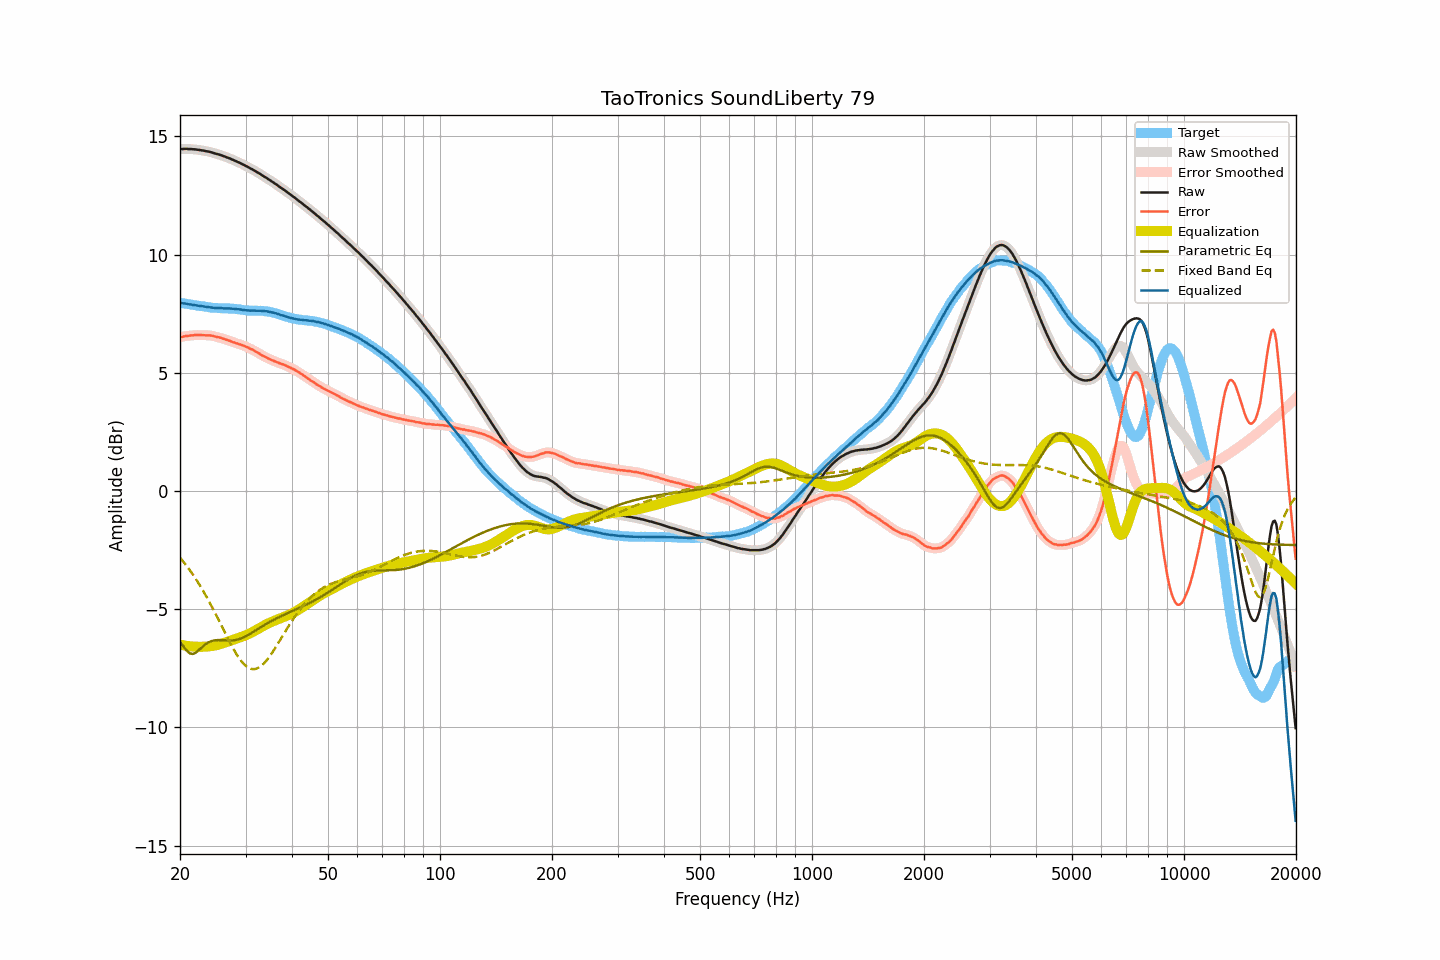 TaoTronics SoundLiberty 79
Target
Raw Smoothed
Error Smoothed
Raw
Error
Equalization
Parametric Eq
Fixed Band Eq
Equalized
Amplitude (dBr)
15
10
5
0
−5
−10
−15
20 50 100 200 500 1000 2000 5000 10000 20000
Frequency (Hz)